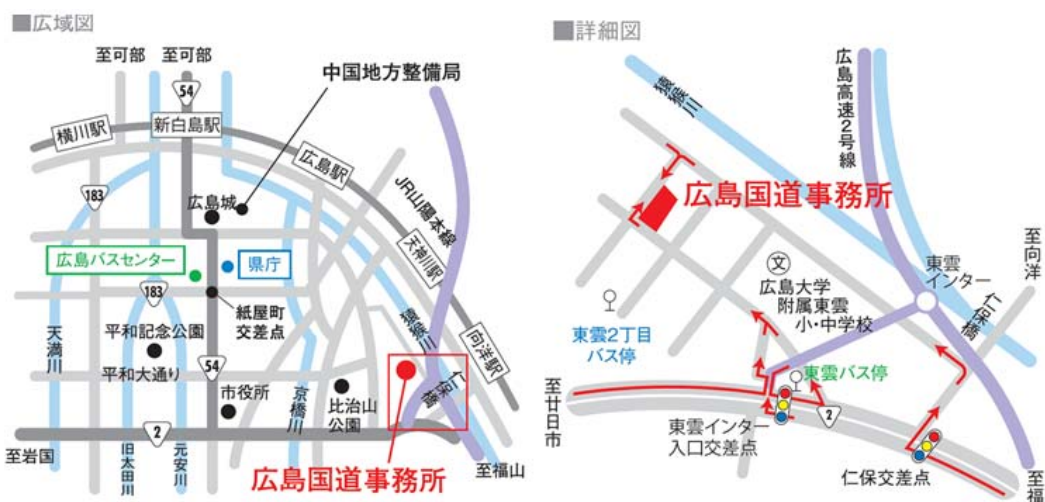 ■広域図
至可部
至可部
54
中国地方整備局
横川駅
新白島駅
広島駅
JR山陽本線
183
広島城
天神川駅
広島バスセンター
県庁
183
紙屋町
交差点
天満川
平和記念公園
平和大通り
54
猿猴川
向洋駅
仁保橋
市役所
京橋川
比治山
公園
2
至岩国
旧太田川
元安川
広島国道事務所
至福山
■詳細図
猿猴川
広島高速2号線
広島国道事務所
至向洋
文
広島大学
附属東雲
小・中学校
東雲
インター
仁保橋
東雲2丁目
バス停
東雲バス停
至廿日市
2
東雲インター
入口交差点
仁保交差点
至福